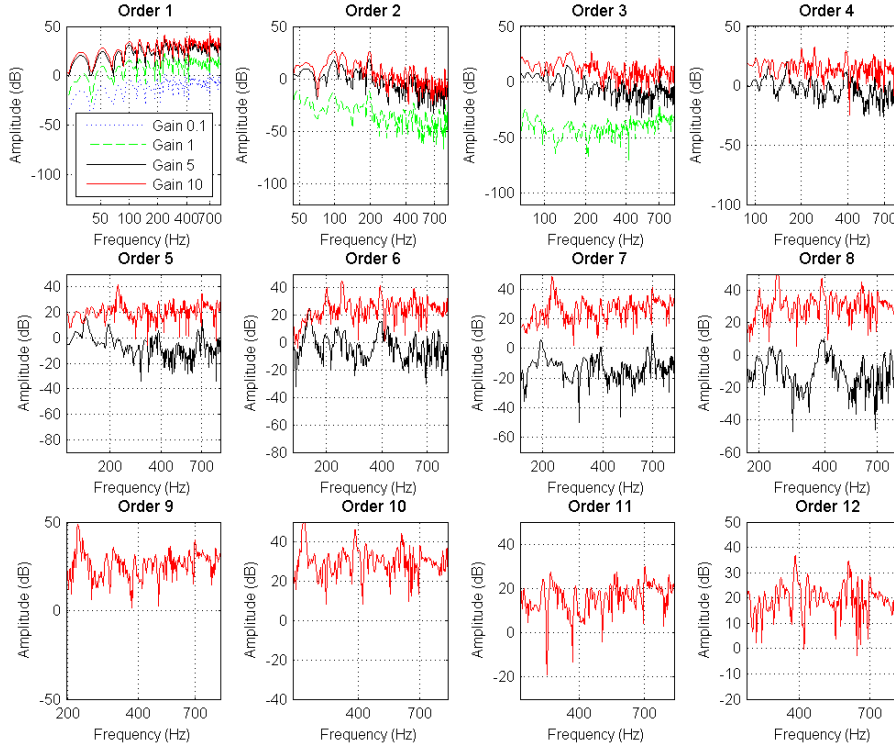 Order 1
Order 2
Order 3
Order 4
50
0
-50
-100
Amplitude (dB)
Gain 0.1
Gain 1
Gain 5
Gain 10
50 100 200 400 700
Frequency (Hz)
50
0
-50
-100
Amplitude (dB)
50 100 200 400 700
Frequency (Hz)
50
0
-50
-100
Amplitude (dB)
100 200 400 700
Frequency (Hz)
50
0
-50
-100
Amplitude (dB)
100 200 400 700
Frequency (Hz)
Order 5
Order 6
Order 7
Order 8
40
20
0
-20
-40
-60
-80
Amplitude (dB)
200 400 700
Frequency (Hz)
40
20
0
-20
-40
-60
-80
Amplitude (dB)
200 400 700
Frequency (Hz)
40
20
0
-20
-40
-60
Amplitude (dB)
200 400 700
Frequency (Hz)
40
20
0
-20
-40
-60
Amplitude (dB)
200 400 700
Frequency (Hz)
Order 9
Order 10
Order 11
Order 12
50
0
-50
Amplitude (dB)
200 400 700
Frequency (Hz)
40
20
0
-20
-40
Amplitude (dB)
400 700
Frequency (Hz)
40
20
0
-20
Amplitude (dB)
400 700
Frequency (Hz)
50
40
30
20
10
0
-10
-20
Amplitude (dB)
400 700
Frequency (Hz)